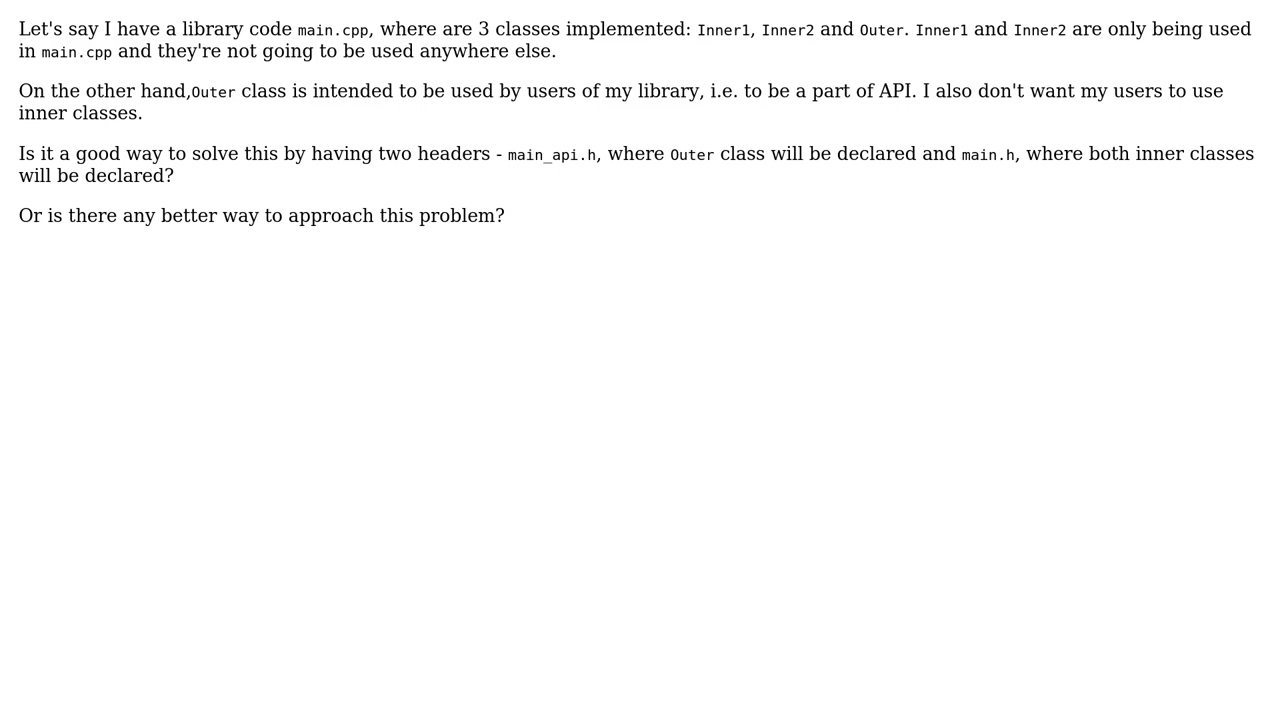 Let's say I have a library code main.cpp, where are 3 classes implemented: Inner1, Inner2 and Outer. Inner1 and Inner2 are only being used
in main.cpp and they're not going to be used anywhere else.
On the other hand,Outer class is intended to be used by users of my library, i.e. to be a part of API. I also don't want my users to use
inner classes.
Is it a good way to solve this by having two headers - main_api.h, where Outer class will be declared and main.h, where both inner classes
will be declared?
Or is there any better way to approach this problem?